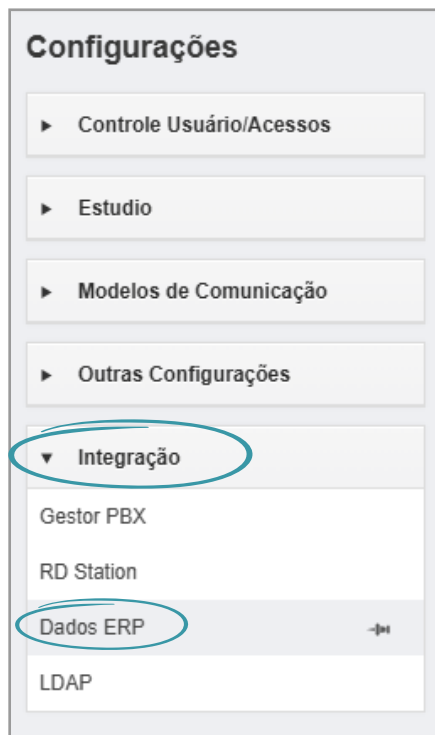 Configurações
Controle Usuário/Acessos
Estudio
Modelos de Comunicação
Outras Configurações
Integração
Gestor PBX
RD Station
Dados ERP
LDAP